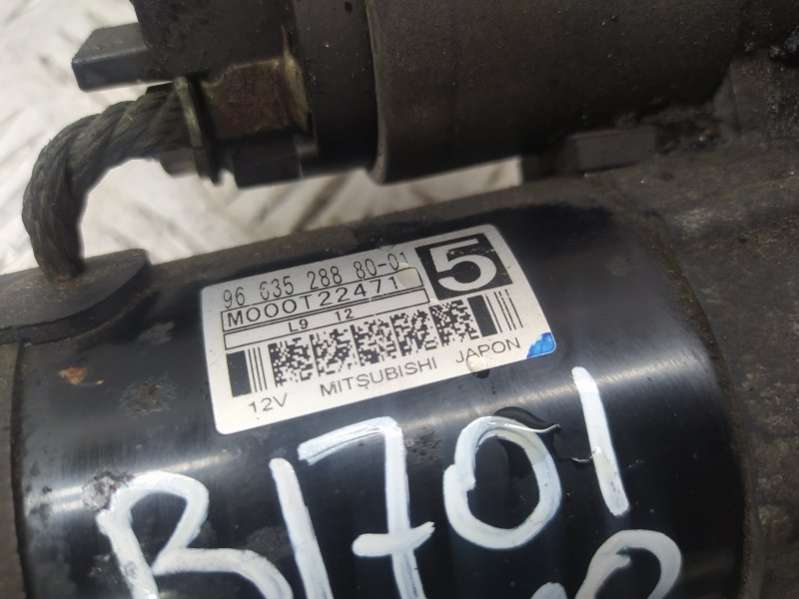 96 635 288 80-01
5
M000T22471
L9 12
12V MITSUBISHI JAPON
B1701